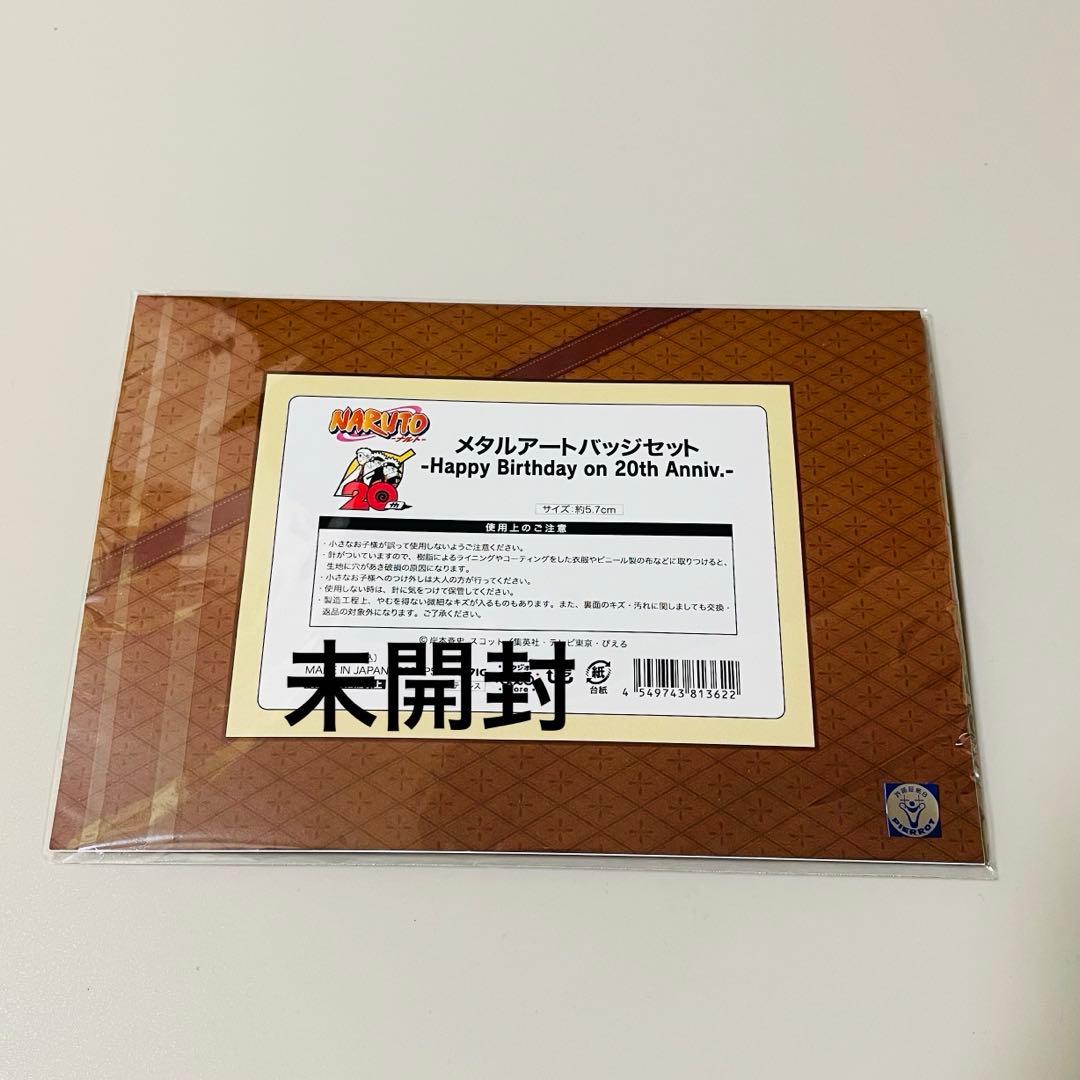 NARUTO
-ナルト-
20th
メタルアートバッジセット
-Happy Birthday on 20th Anniv.-
サイズ:約5.7cm
使用上のご注意
・小さなお子様が誤って使用しないようご注意ください。
・針がついていますので、樹脂によるライニングやコーティングをした衣服やビニール製の布などに取りつけると、
生地に穴があき破損の原因になります。
・小さなお子様へのつけ外しは大人の方が行ってください。
・使用しない時は、針に気をつけて保管してください。
・製造工程上、やむを得ない微細なキズが入るものもあります。また、裏面のキズ・汚れに関しましても交換・
返品の対象外になります。ご了承ください。
©岸本斉史 スコット/集英社・テレビ東京・ぴえろ
MADE IN JAPAN
未開封
紙
台紙
4 549743 813622
PIERROT